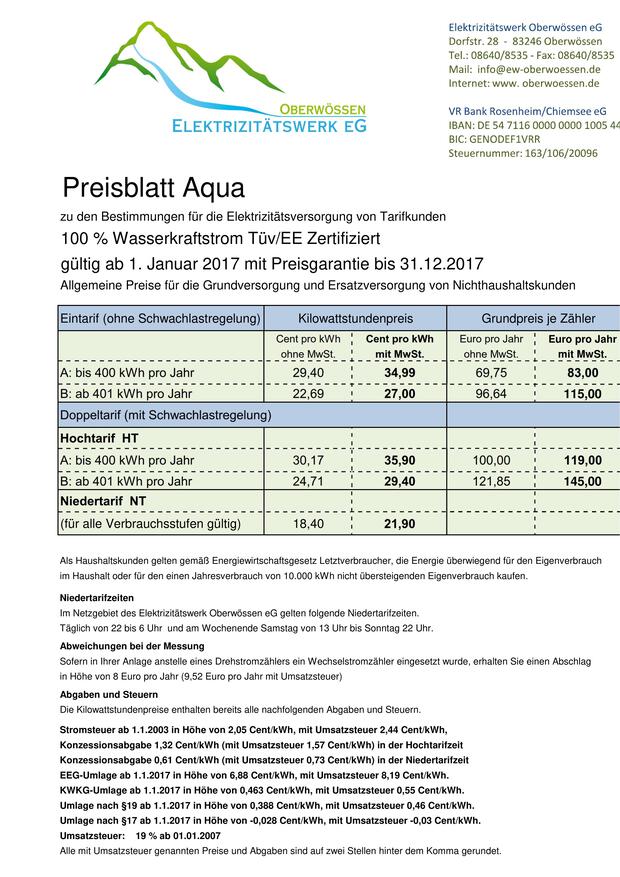 Elektrizitätswerk Oberwössen eG
Dorfstr. 28 - 83246 Oberwössen
Tel.: 08640/8535 - Fax: 08640/8535
Mail: info@ew-oberwoessen.de
Internet: www. oberwoessen.de
VR Bank Rosenheim/Chiemsee eG
IBAN: DE 54 7116 0000 0000 1005 44
BIC: GENODEF1VRR
Steuernummer: 163/106/20096
OBERWÖSSEN
ELEKTRIZITÄTSWERK eG
Preisblatt Aqua
zu den Bestimmungen für die Elektrizitätsversorgung von Tarifkunden
100 % Wasserkraftstrom Tüv/EE Zertifiziert
gültig ab 1. Januar 2017 mit Preisgarantie bis 31.12.2017
Allgemeine Preise für die Grundversorgung und Ersatzversorgung von Nichthaushaltskunden
Eintarif (ohne Schwachlastregelung) Kilowattstundenpreis Grundpreis je Zähler
Cent pro kWh Cent pro kWh Euro pro Jahr Euro pro Jahr
ohne MwSt. mit MwSt. ohne MwSt. mit MwSt.
A: bis 400 kWh pro Jahr 29,40 34,99 69,75 83,00
B: ab 401 kWh pro Jahr 22,69 27,00 96,64 115,00
Doppeltarif (mit Schwachlastregelung)
Hochtarif HT
A: bis 400 kWh pro Jahr 30,17 35,90 100,00 119,00
B: ab 401 kWh pro Jahr 24,71 29,40 121,85 145,00
Niedertarif NT
(für alle Verbrauchsstufen gültig) 18,40 21,90
Als Haushaltskunden gelten gemäß Energiewirtschaftsgesetz Letztverbraucher, die Energie überwiegend für den Eigenverbrauch
im Haushalt oder für den einen Jahresverbrauch von 10.000 kWh nicht übersteigenden Eigenverbrauch kaufen.
Niedertarifzeiten
Im Netzgebiet des Elektrizitätswerk Oberwössen eG gelten folgende Niedertarifzeiten.
Täglich von 22 bis 6 Uhr und am Wochenende Samstag von 13 Uhr bis Sonntag 22 Uhr.
Abweichungen bei der Messung
Sofern in Ihrer Anlage anstelle eines Drehstromzählers ein Wechselstromzähler eingesetzt wurde, erhalten Sie einen Abschlag
in Höhe von 8 Euro pro Jahr (9,52 Euro pro Jahr mit Umsatzsteuer)
Abgaben und Steuern
Die Kilowattstundenpreise enthalten bereits alle nachfolgenden Abgaben und Steuern.
Stromsteuer ab 1.1.2003 in Höhe von 2,05 Cent/kWh, mit Umsatzsteuer 2,44 Cent/kWh,
Konzessionsabgabe 1,32 Cent/kWh (mit Umsatzsteuer 1,57 Cent/kWh) in der Hochtarifzeit
Konzessionsabgabe 0,61 Cent/kWh (mit Umsatzsteuer 0,73 Cent/kWh) in der Niedertarifzeit
EEG-Umlage ab 1.1.2017 in Höhe von 6,88 Cent/kWh, mit Umsatzsteuer 8,19 Cent/kWh.
KWKG-Umlage ab 1.1.2017 in Höhe von 0,463 Cent/kWh, mit Umsatzsteuer 0,55 Cent/kWh.
Umlage nach §19 ab 1.1.2017 in Höhe von 0,388 Cent/kWh, mit Umsatzsteuer 0,46 Cent/kWh.
Umlage nach §17 ab 1.1.2017 in Höhe von -0,028 Cent/kWh, mit Umsatzsteuer -0,03 Cent/kWh.
Umsatzsteuer: 19 % ab 01.01.2007
Alle mit Umsatzsteuer genannten Preise und Abgaben sind auf zwei Stellen hinter dem Komma gerundet.